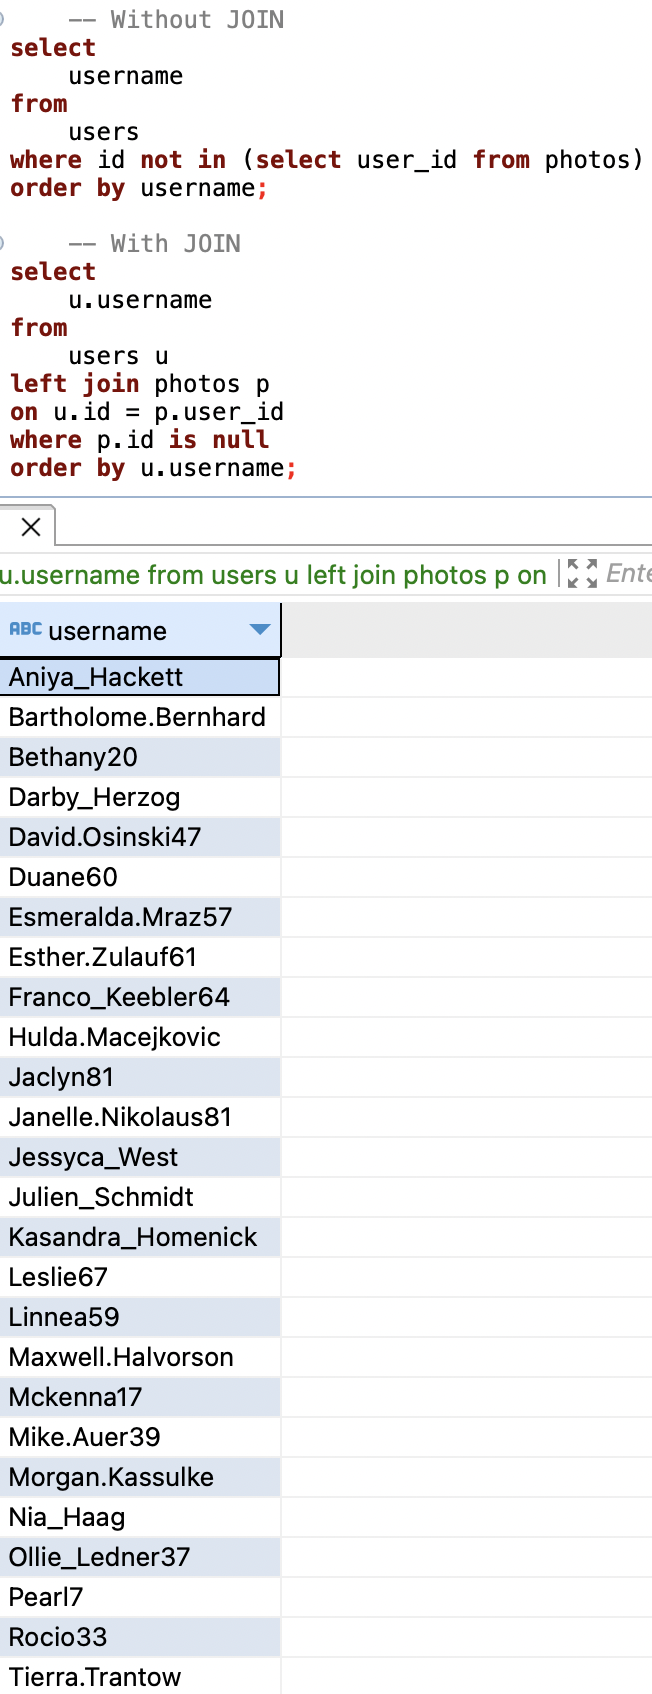 -- Without JOIN
select
username
from
users
where id not in (select user_id from photos)
order by username;
-- With JOIN
select
u.username
from
users u
left join photos p
on u.id = p.user_id
where p.id is null
order by u.username;
u.username from users u left join photos p on
ABC username
Aniya_Hackett
Bartholome.Bernhard
Bethany20
Darby_Herzog
David.Osinski47
Duane60
Esmeralda.Mraz57
Esther.Zulauf61
Franco_Keebler64
Hulda.Macejkovic
Jaclyn81
Janelle.Nikolaus81
Jessyca_West
Julien_Schmidt
Kasandra_Homenick
Leslie67
Linnea59
Maxwell.Halvorson
Mckenna17
Mike.Auer39
Morgan.Kassulke
Nia_Haag
Ollie_Ledner37
Pearl7
Rocio33
Tierra.Trantow